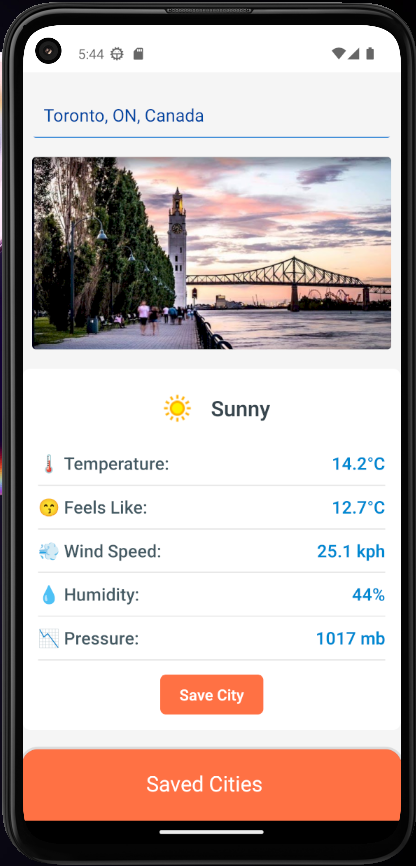 5:44
Toronto, ON, Canada
Sunny
Temperature: 14.2°C
Feels Like: 12.7°C
Wind Speed: 25.1 kph
Humidity: 44%
Pressure: 1017 mb
Save City
Saved Cities